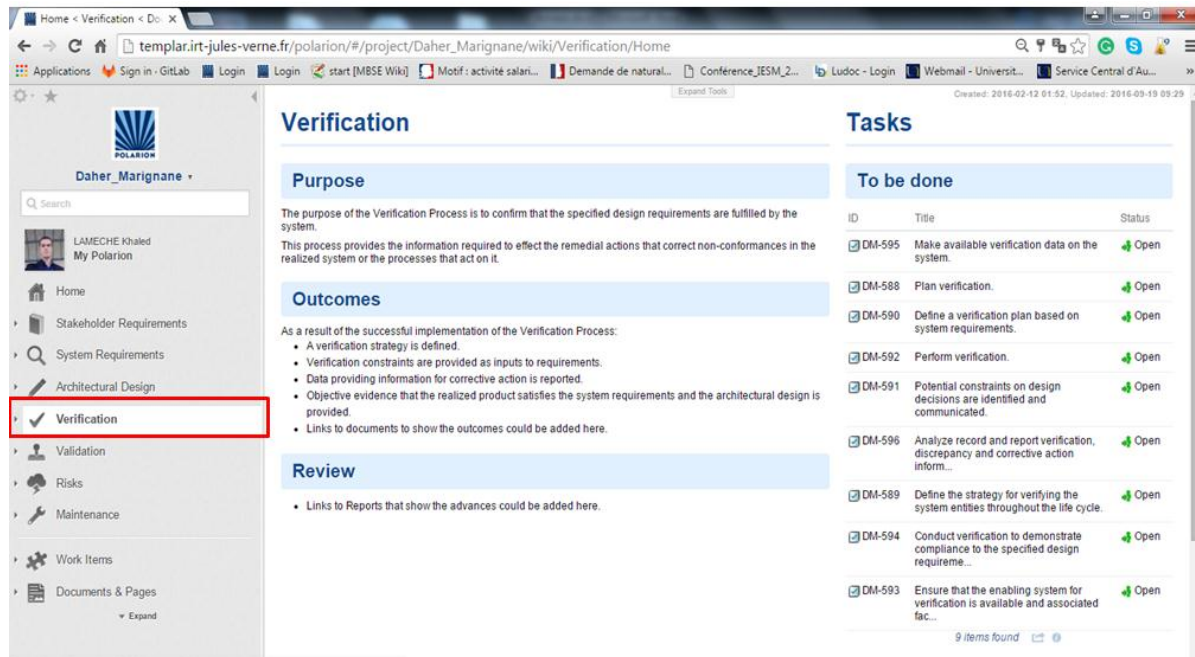 Home < Verification < Do
templar.irt-jules-verne.fr/polarion/#/project/Daher_Marignane/wiki/Verification/Home
Applications Sign in · GitLab Login Login start [MBSE Wiki] Motif : activité salari... Demande de natural... Conférence_IESM_2... Ludoc - Login Webmail - Universit... Service Central d'Au... »
Expand Tools
Created: 2016-02-12 01:52, Updated: 2016-09-19 09:29
POLARION
Daher_Marignane
Search
LAMECHE Khaled
My Polarion
Home
Stakeholder Requirements
System Requirements
Architectural Design
Verification
Validation
Risks
Maintenance
Work Items
Documents & Pages
Expand
Verification
Purpose
The purpose of the Verification Process is to confirm that the specified design requirements are fulfilled by the
system.
This process provides the information required to effect the remedial actions that correct non-conformances in the
realized system or the processes that act on it.
Outcomes
As a result of the successful implementation of the Verification Process:
• A verification strategy is defined.
• Verification constraints are provided as inputs to requirements.
• Data providing information for corrective action is reported.
• Objective evidence that the realized product satisfies the system requirements and the architectural design is
provided.
• Links to documents to show the outcomes could be added here.
Review
• Links to Reports that show the advances could be added here.
Tasks
To be done
ID Title Status
DM-595 Make available verification data on the Open
system.
DM-588 Plan verification. Open
DM-590 Define a verification plan based on Open
system requirements.
DM-592 Perform verification. Open
DM-591 Potential constraints on design Open
decisions are identified and
communicated.
DM-596 Analyze record and report verification, Open
discrepancy and corrective action
inform...
DM-589 Define the strategy for verifying the Open
system entities throughout the life cycle.
DM-594 Conduct verification to demonstrate Open
compliance to the specified design
requireme...
DM-593 Ensure that the enabling system for Open
verification is available and associated
fac...
9 items found